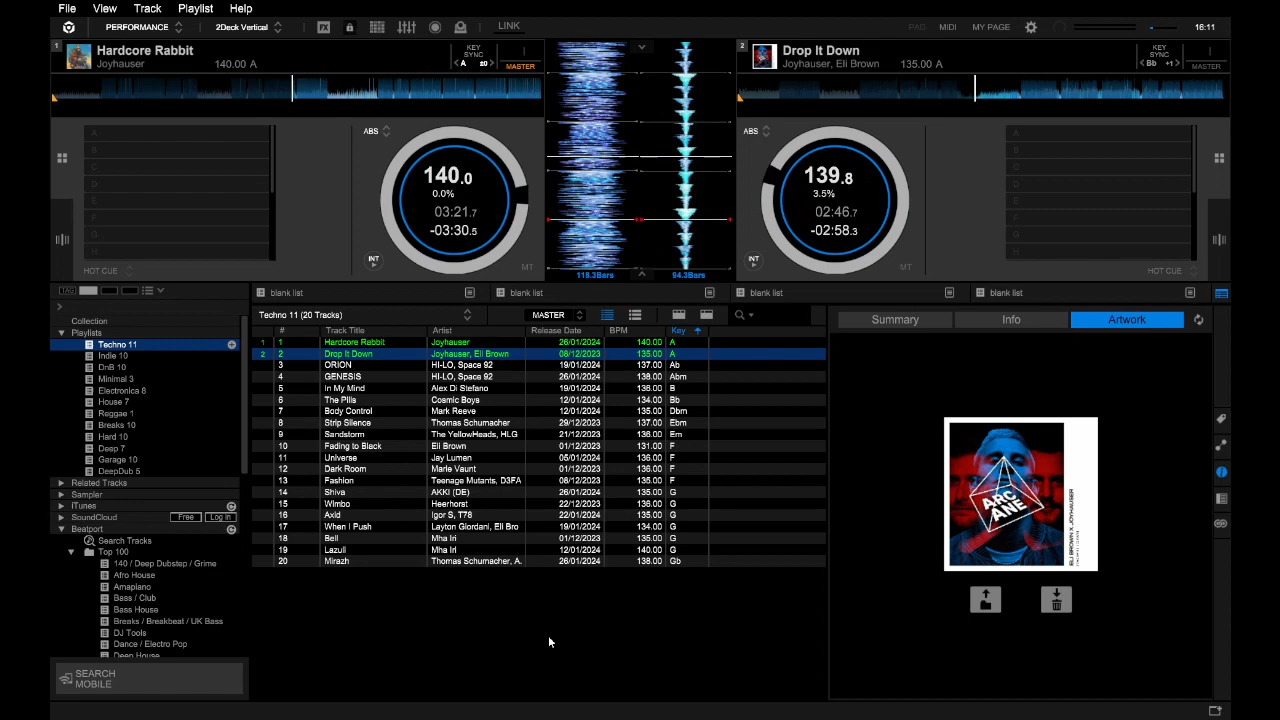 File View Track Playlist Help
PERFORMANCE 2Deck Vertical FX LINK PAD MIDI MY PAGE 16:11
1 Hardcore Rabbit
Joyhauser 140.00 A
KEY SYNC
A ±0 MASTER
2 Drop It Down
Joyhauser, Eli Brown 135.00 A
KEY SYNC
Bb +1 MASTER
A
B
C
D
E
F
G
H
HOT CUE
ABS
140.0
0.0%
03:21.7
-03:30.5
INT
MT
118.3Bars 94.3Bars
ABS
139.8
3.5%
02:46.7
-02:58.3
INT
MT
A
B
C
D
E
F
G
H
HOT CUE
TAG
blank list blank list blank list blank list
Collection
Playlists
Techno 11
Indie 10
DnB 10
Minimal 3
Electronica 8
House 7
Reggae 1
Breaks 10
Hard 10
Deep 7
Garage 10
DeepDub 5
Related Tracks
Sampler
iTunes
SoundCloud Free Log In
Beatport
Search Tracks
Top 100
140 / Deep Dubstep / Grime
Afro House
Amapiano
Bass / Club
Bass House
Breaks / Breakbeat / UK Bass
DJ Tools
Dance / Electro Pop
Deep House
SEARCH
MOBILE
Techno 11 (20 Tracks) MASTER
# Track Title Artist Release Date BPM Key
1 1 Hardcore Rabbit Joyhauser 26/01/2024 140.00 A
2 2 Drop It Down Joyhauser, Eli Brown 08/12/2023 135.00 A
3 ORION HI-LO, Space 92 19/01/2024 137.00 Ab
4 GENESIS HI-LO, Space 92 26/01/2024 138.00 Abm
5 In My Mind Alex Di Stefano 19/01/2024 136.00 B
6 The Pills Cosmic Boys 12/01/2024 134.00 Bb
7 Body Control Mark Reeve 12/01/2024 135.00 Dbm
8 Strip Silence Thomas Schumacher 29/12/2023 137.00 Ebm
9 Sandstorm The YellowHeads, HLG 21/12/2023 136.00 Em
10 Fading to Black Eli Brown 01/12/2023 131.00 F
11 Universe Jay Lumen 05/01/2024 136.00 F
12 Dark Room Marie Vaunt 01/12/2023 136.00 F
13 Fashion Teenage Mutants, D3FA 08/12/2023 135.00 F
14 Shiva AKKI (DE) 26/01/2024 135.00 G
15 Wimbo Heerhorst 22/12/2023 136.00 G
16 Axid Igor S, T78 22/01/2024 135.00 G
17 When I Push Layton Giordani, Eli Bro 19/01/2024 134.00 G
18 Bell Mha Iri 01/12/2023 135.00 G
19 Lazuli Mha Iri 12/01/2024 140.00 G
20 Mirazh Thomas Schumacher, A. 26/01/2024 138.00 Gb
Summary Info Artwork
ARC
ANE
ELI BROWN X JOYHAUSER